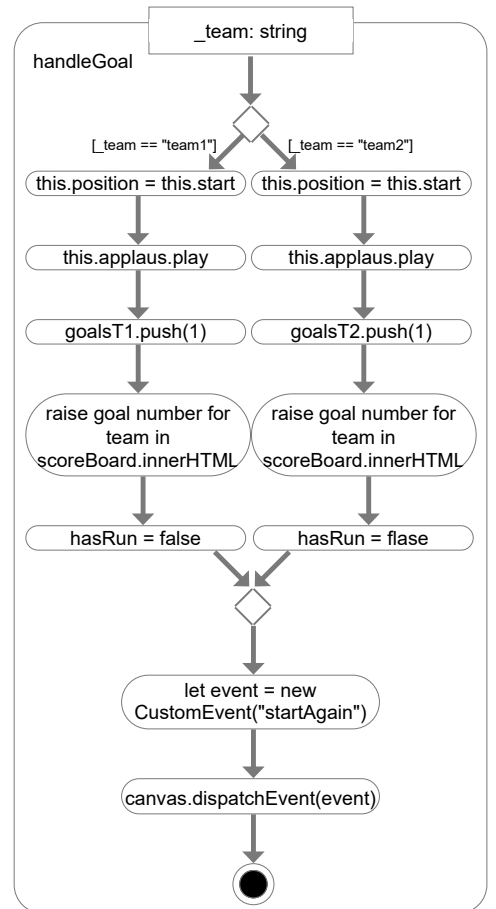 _team: string
handleGoal
[_team == "team1"]
[_team == "team2"]
this.position = this.start
this.position = this.start
this.applaus.play
this.applaus.play
goalsT1.push(1)
goalsT2.push(1)
raise goal number for
team in
scoreBoard.innerHTML
raise goal number for
team in
scoreBoard.innerHTML
hasRun = false
hasRun = flase
let event = new
CustomEvent("startAgain")
canvas.dispatchEvent(event)